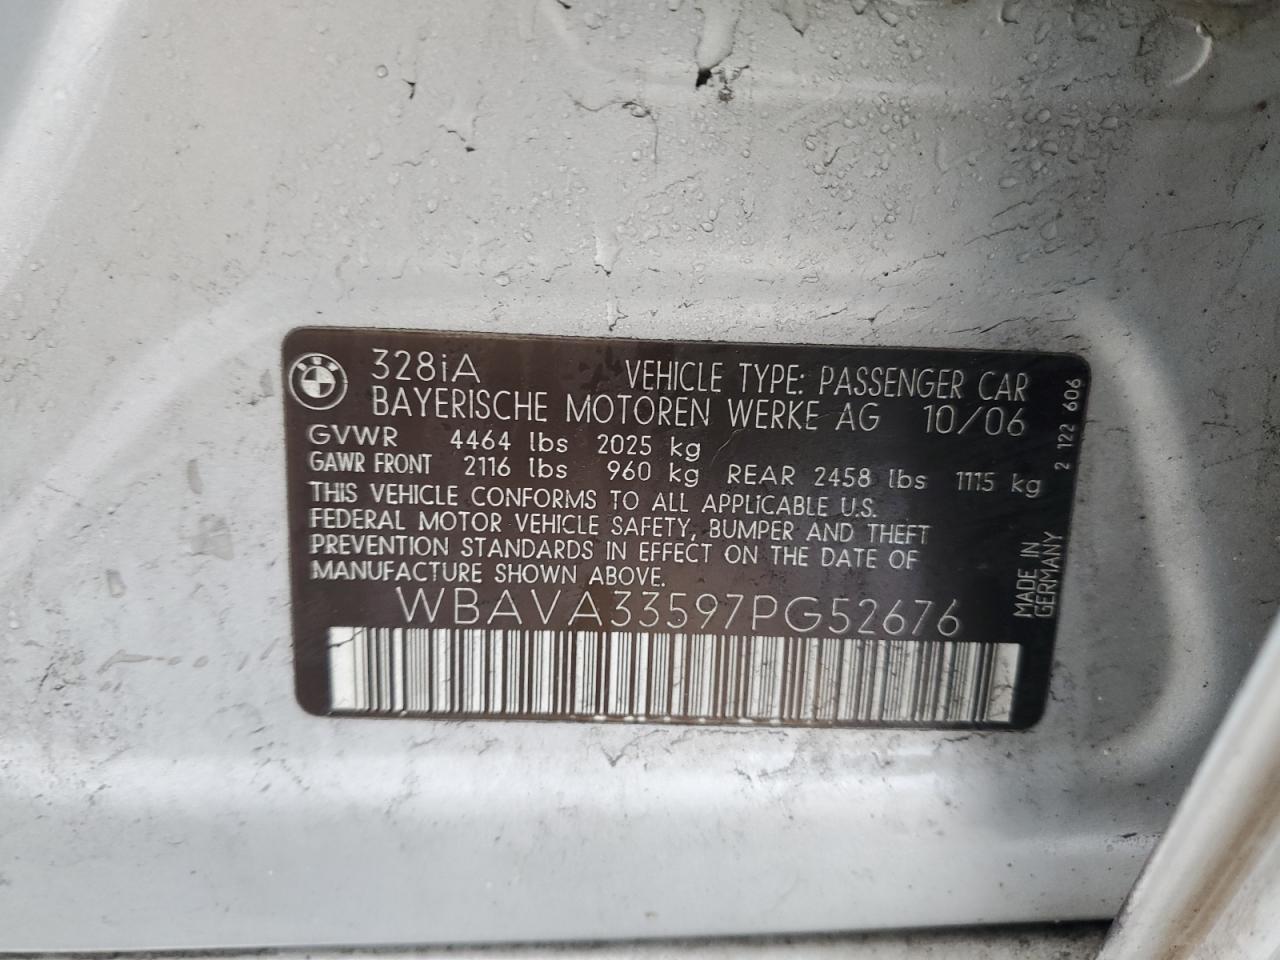 328iA VEHICLE TYPE: PASSENGER CAR
BAYERISCHE MOTOREN WERKE AG 10/06
GVWR 4464 lbs 2025 kg
GAWR FRONT 2116 lbs 960 kg REAR 2458 lbs 1115 kg
THIS VEHICLE CONFORMS TO ALL APPLICABLE U.S.
FEDERAL MOTOR VEHICLE SAFETY, BUMPER AND THEFT
PREVENTION STANDARDS IN EFFECT ON THE DATE OF
MANUFACTURE SHOWN ABOVE.
WBAVA33597PG52676
MADE IN
GERMANY
2 122 606